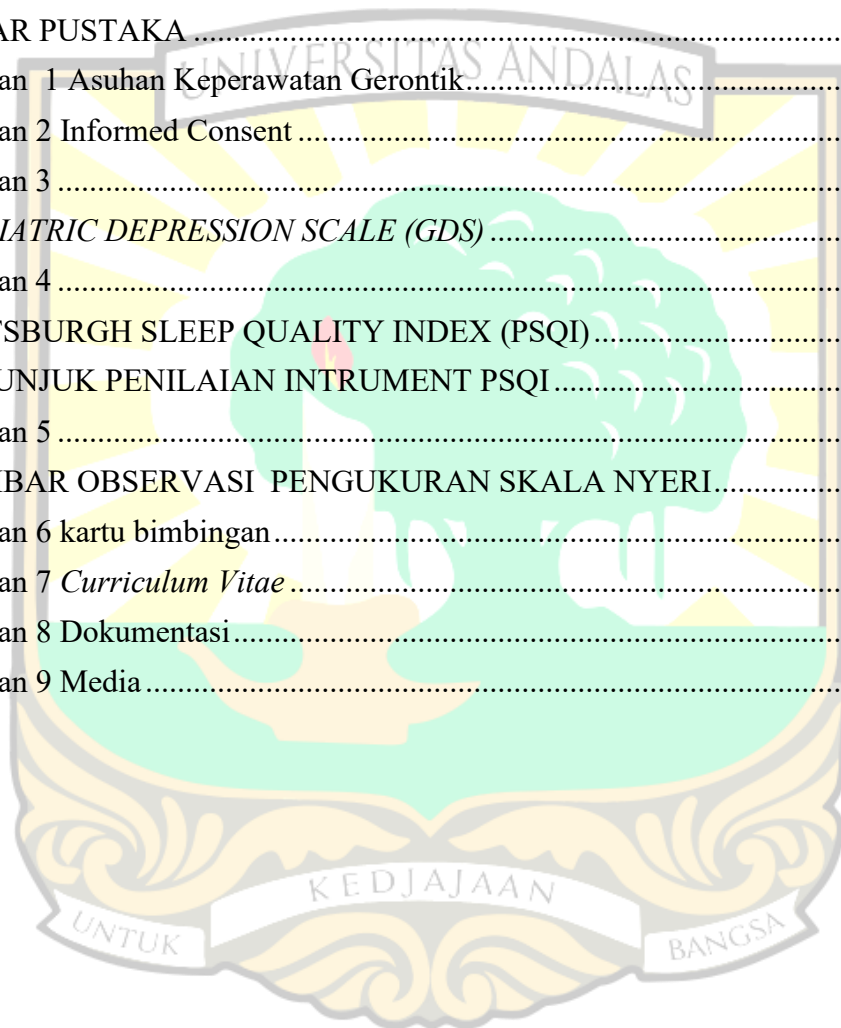 AR PUSTAKA ....................................................................................................
UNIVERSITAS ANDALAS
an  1 Asuhan Keperawatan Gerontik.........................................................
an 2 Informed Consent ..................................................................................
an 3 .....................................................................................................................
IATRIC DEPRESSION SCALE (GDS) .....................................................
an 4 .....................................................................................................................
TSBURGH SLEEP QUALITY INDEX (PSQI) .....................................
UNJUK PENILAIAN INTRUMENT PSQI ...........................................
an 5 .....................................................................................................................
IBAR OBSERVASI  PENGUKURAN SKALA NYERI...................
an 6 kartu bimbingan.....................................................................................
an 7 Curriculum Vitae ..................................................................................
an 8 Dokumentasi...........................................................................................
an 9 Media .......................................................................................................
KEDJAJAAN
UNTUK
BANGSA